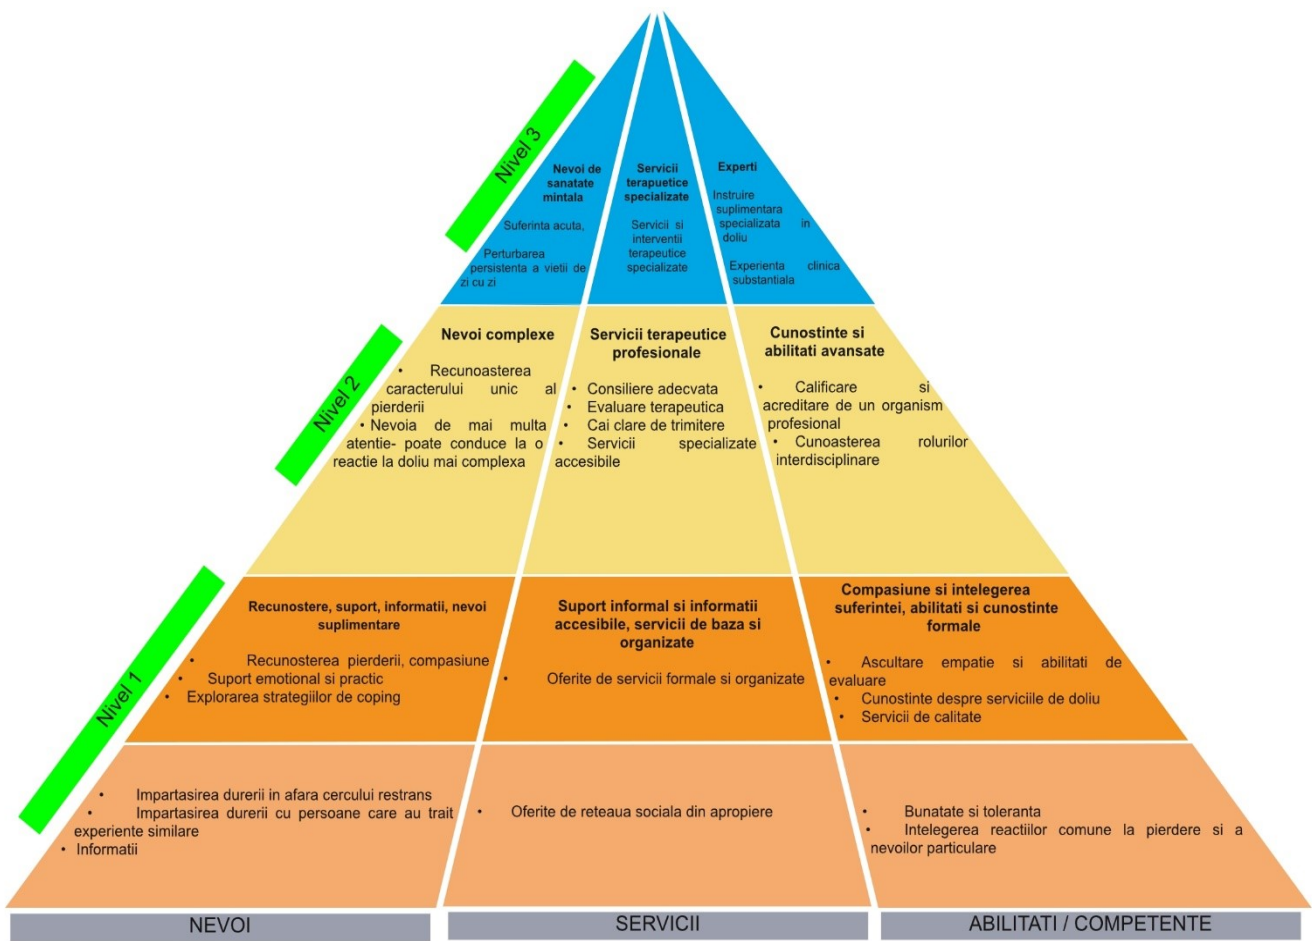 Nivel 3
Nevoi de
sanatate
mintala
Suferinta acuta,
Perturbarea
persistenta a vietii de
zi cu zi
Servicii
terapuetice
specializate
Servicii si
interventii
terapeutice
specializate
Experti
Instruire
suplimentara
specializata in
doliu
Experienta clinica
substantiala
Nivel 2
Nevoi complexe
• Recunoasterea
caracterului unic al
pierderii
• Nevoia de mai multa
atentie- poate conduce la o
reactie la doliu mai complexa
Servicii terapeutice
profesionale
• Consiliere adecvata
• Evaluare terapeutica
• Cai clare de trimitere
• Servicii specializate
accesibile
Cunostinte si
abilitati avansate
• Calificare si
acreditare de un organism
profesional
• Cunoasterea rolurilor
interdisciplinare
Nivel 1
Recunostere, suport, informatii, nevoi
suplimentare
• Recunosterea pierderii, compasiune
• Suport emotional si practic
• Explorarea strategiilor de coping
Suport informal si informatii
accesibile, servicii de baza si
organizate
• Oferite de servicii formale si organizate
Compasiune si intelegerea
suferintei, abilitati si cunostinte
formale
• Ascultare empatie si abilitati de
evaluare
• Cunostinte despre serviciile de doliu
• Servicii de calitate
• Impartasirea durerii in afara cercului restrans
• Impartasirea durerii cu persoane care au trait
experiente similare
• Informatii
• Oferite de reteaua sociala din apropiere
• Bunatate si toleranta
• Intelegerea reactiilor comune la pierdere si a
nevoilor particulare
NEVOI
SERVICII
ABILITATI / COMPETENTE